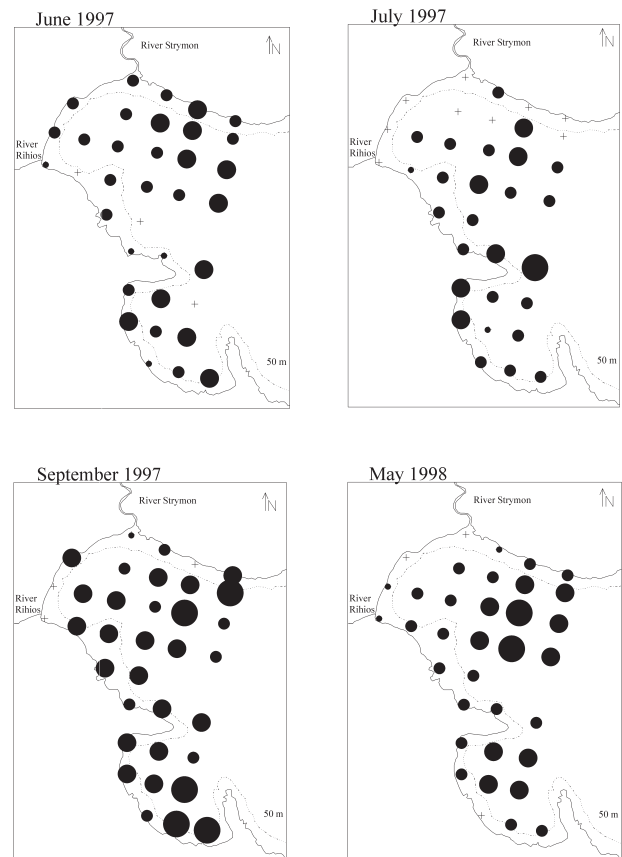 June 1997
River Strymon
N
River
Rihios
50 m
July 1997
River Strymon
N
River
Rihios
50 m
September 1997
River Strymon
N
River
Rihios
50 m
May 1998
River Strymon
N
River
Rihios
50 m